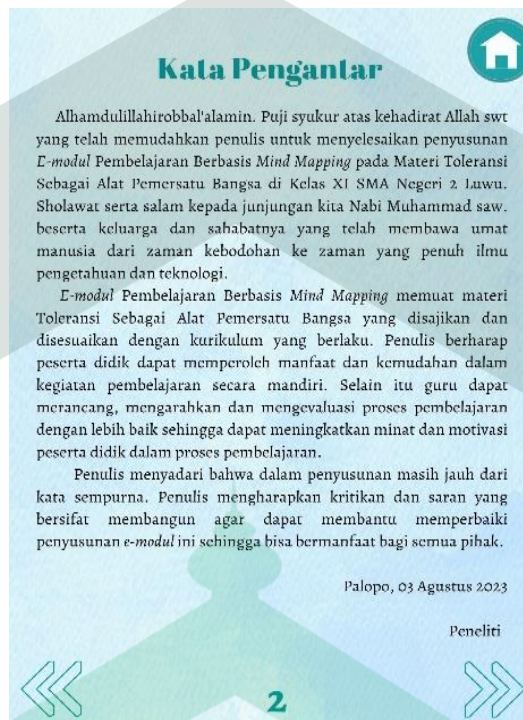 Kata Pengantar
Alhamdulillahirobbal'alamin. Puji syukur atas kehadirat Allah swt
yang telah memudahkan penulis untuk menyelesaikan penyusunan
E-modul Pembelajaran Berbasis Mind Mapping pada Materi Toleransi
Sebagai Alat Pemersatu Bangsa di Kelas XI SMA Negeri 2 Luwu.
Sholawat serta salam kepada junjungan kita Nabi Muhammad saw.
beserta keluarga dan sahabatnya yang telah membawa umat
manusia dari zaman kebodohan ke zaman yang penuh ilmu
pengetahuan dan teknologi.
E-modul Pembelajaran Berbasis Mind Mapping memuat materi
Toleransi Sebagai Alat Pemersatu Bangsa yang disajikan dan
disesuaikan dengan kurikulum yang berlaku. Penulis berharap
peserta didik dapat memperoleh manfaat dan kemudahan dalam
kegiatan pembelajaran secara mandiri. Selain itu guru dapat
merancang, mengarahkan dan mengevaluasi proses pembelajaran
dengan lebih baik sehingga dapat meningkatkan minat dan motivasi
peserta didik dalam proses pembelajaran.
Penulis menyadari bahwa dalam penyusunan masih jauh dari
kata sempurna. Penulis mengharapkan kritikan dan saran yang
bersifat membangun agar dapat membantu memperbaiki
penyusunan e-modul ini sehingga bisa bermanfaat bagi semua pihak.
Palopo, 03 Agustus 2023
Peneliti
2